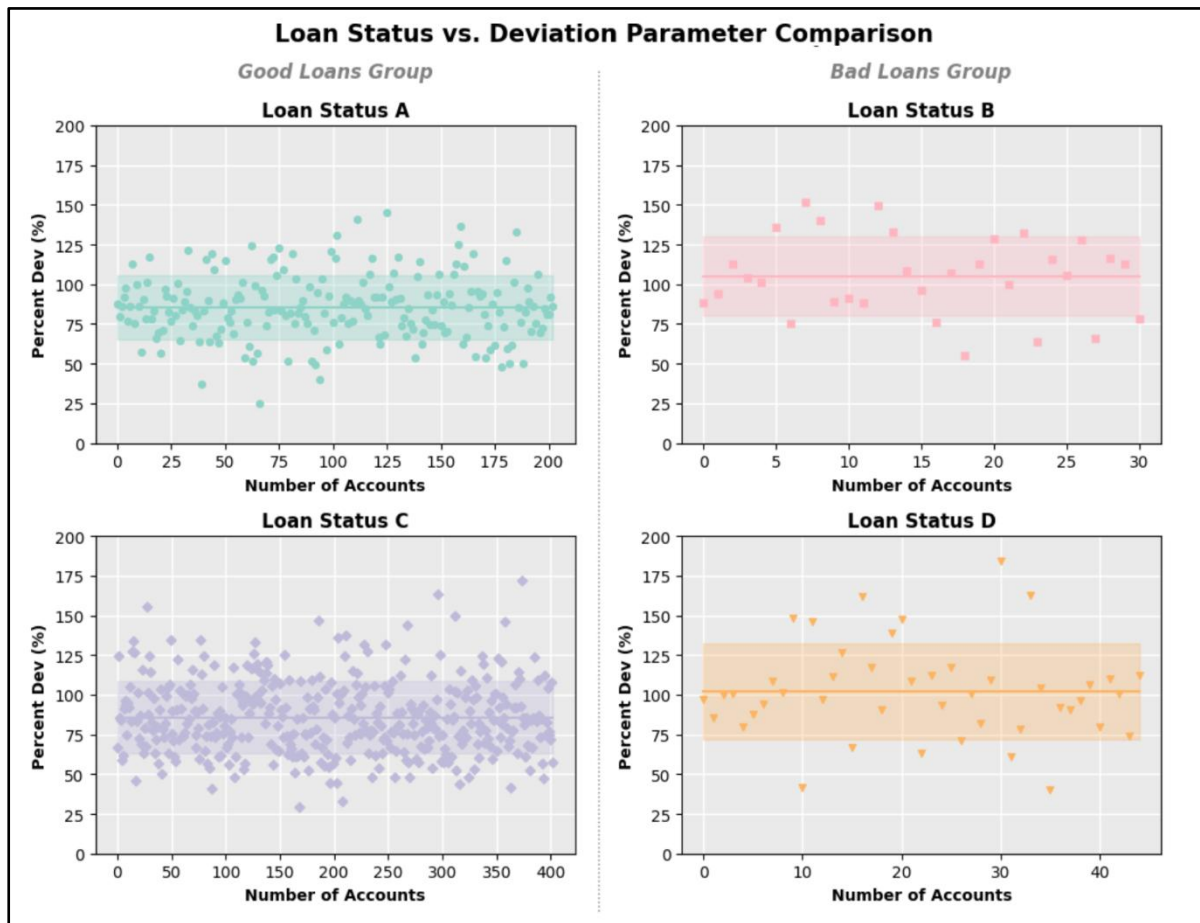 Loan Status vs. Deviation Parameter Comparison
Good Loans Group
Bad Loans Group
Loan Status A
200
175
150
125
100
75
50
25
0
Percent Dev (%)
0 25 50 75 100 125 150 175 200
Number of Accounts
Loan Status B
200
175
150
125
100
75
50
25
0
Percent Dev (%)
0 5 10 15 20 25 30
Number of Accounts
Loan Status C
200
175
150
125
100
75
50
25
0
Percent Dev (%)
0 50 100 150 200 250 300 350 400
Number of Accounts
Loan Status D
200
175
150
125
100
75
50
25
0
Percent Dev (%)
0 10 20 30 40
Number of Accounts